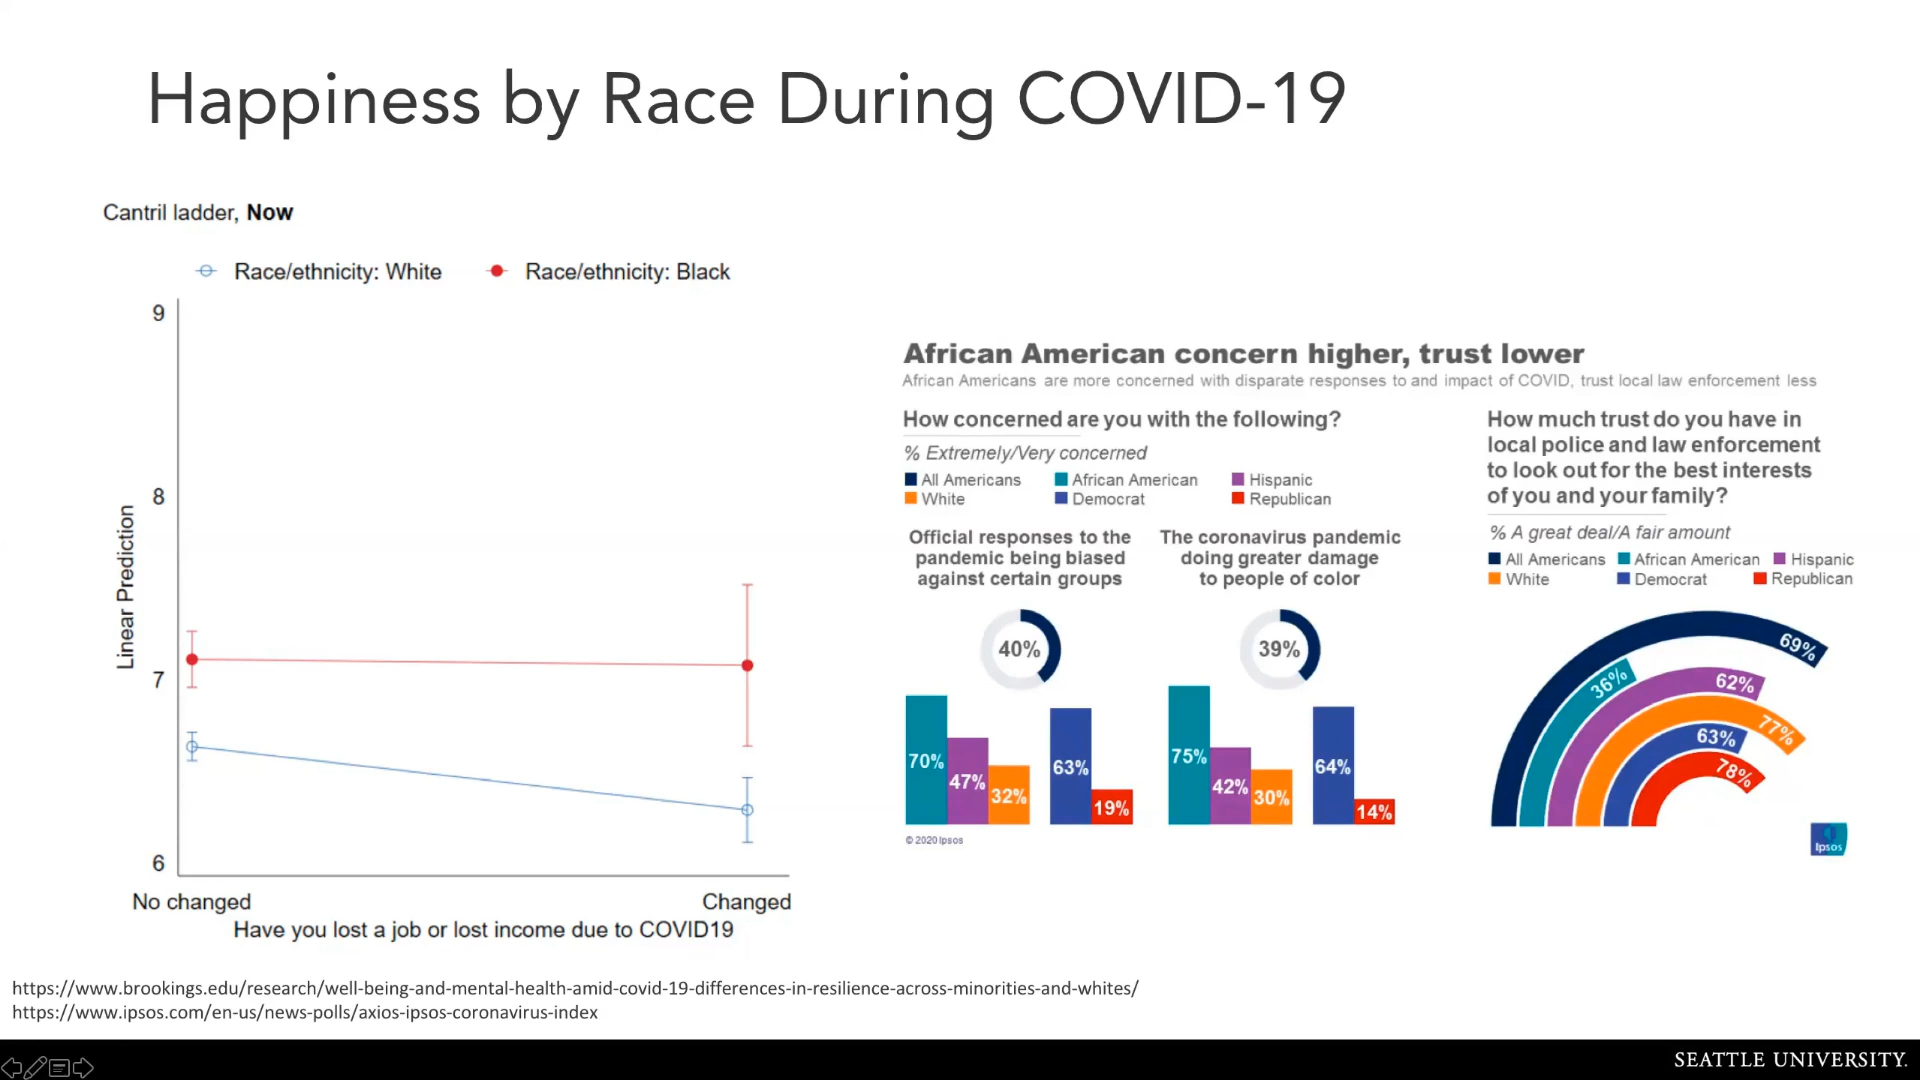 Happiness by Race During COVID-19
Cantril ladder, Now
Race/ethnicity: White
Race/ethnicity: Black
9
8
7
6
Linear Prediction
No changed
Changed
Have you lost a job or lost income due to COVID19
African American concern higher, trust lower
African Americans are more concerned with disparate responses to and impact of COVID, trust local law enforcement less
How concerned are you with the following?
% Extremely/Very concerned
All Americans
African American
Hispanic
White
Democrat
Republican
Official responses to the
pandemic being biased
against certain groups
40%
70%
47%
32%
63%
19%
The coronavirus pandemic
doing greater damage
to people of color
39%
75%
42%
30%
64%
14%
© 2020 Ipsos
How much trust do you have in
local police and law enforcement
to look out for the best interests
of you and your family?
% A great deal/A fair amount
All Americans
African American
Hispanic
White
Democrat
Republican
69%
36%
62%
77%
63%
78%
Ipsos
https://www.brookings.edu/research/well-being-and-mental-health-amid-covid-19-differences-in-resilience-across-minorities-and-whites/
https://www.ipsos.com/en-us/news-polls/axios-ipsos-coronavirus-index
SEATTLE UNIVERSITY.